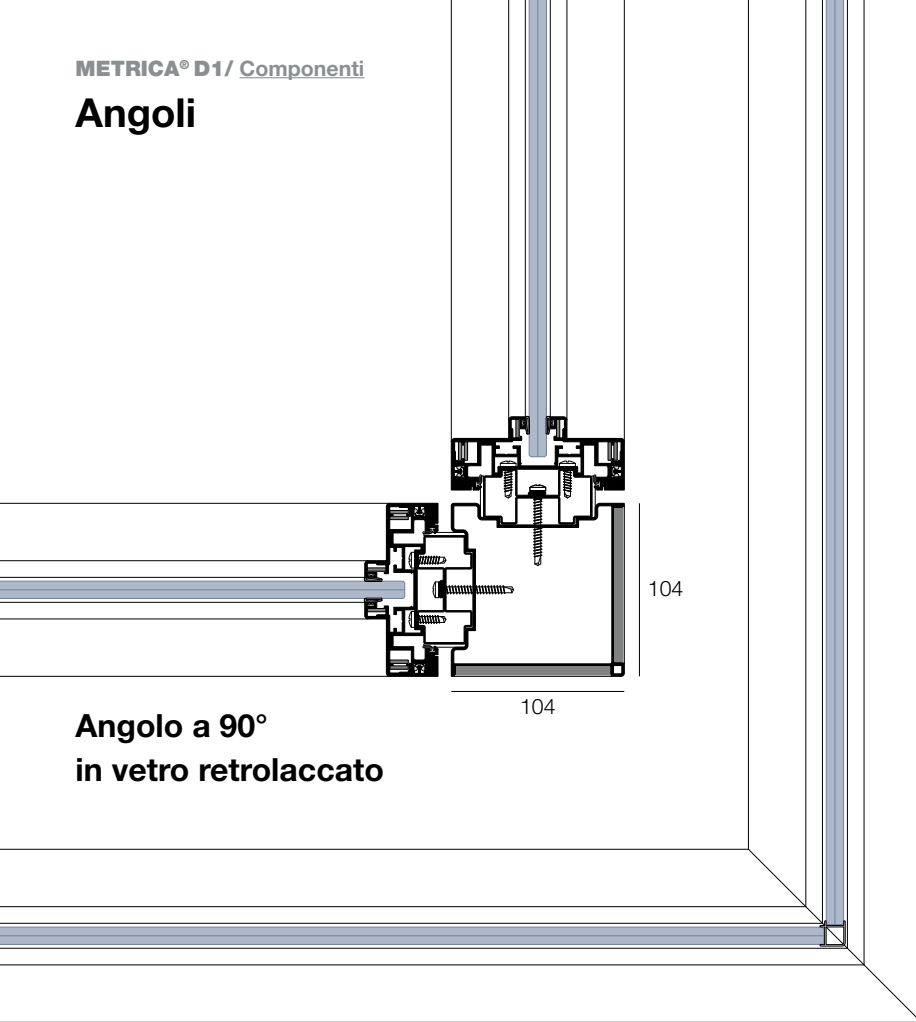 METRICA® D1/ Componenti
Angoli
104
104
Angolo a 90°
in vetro retrolaccato